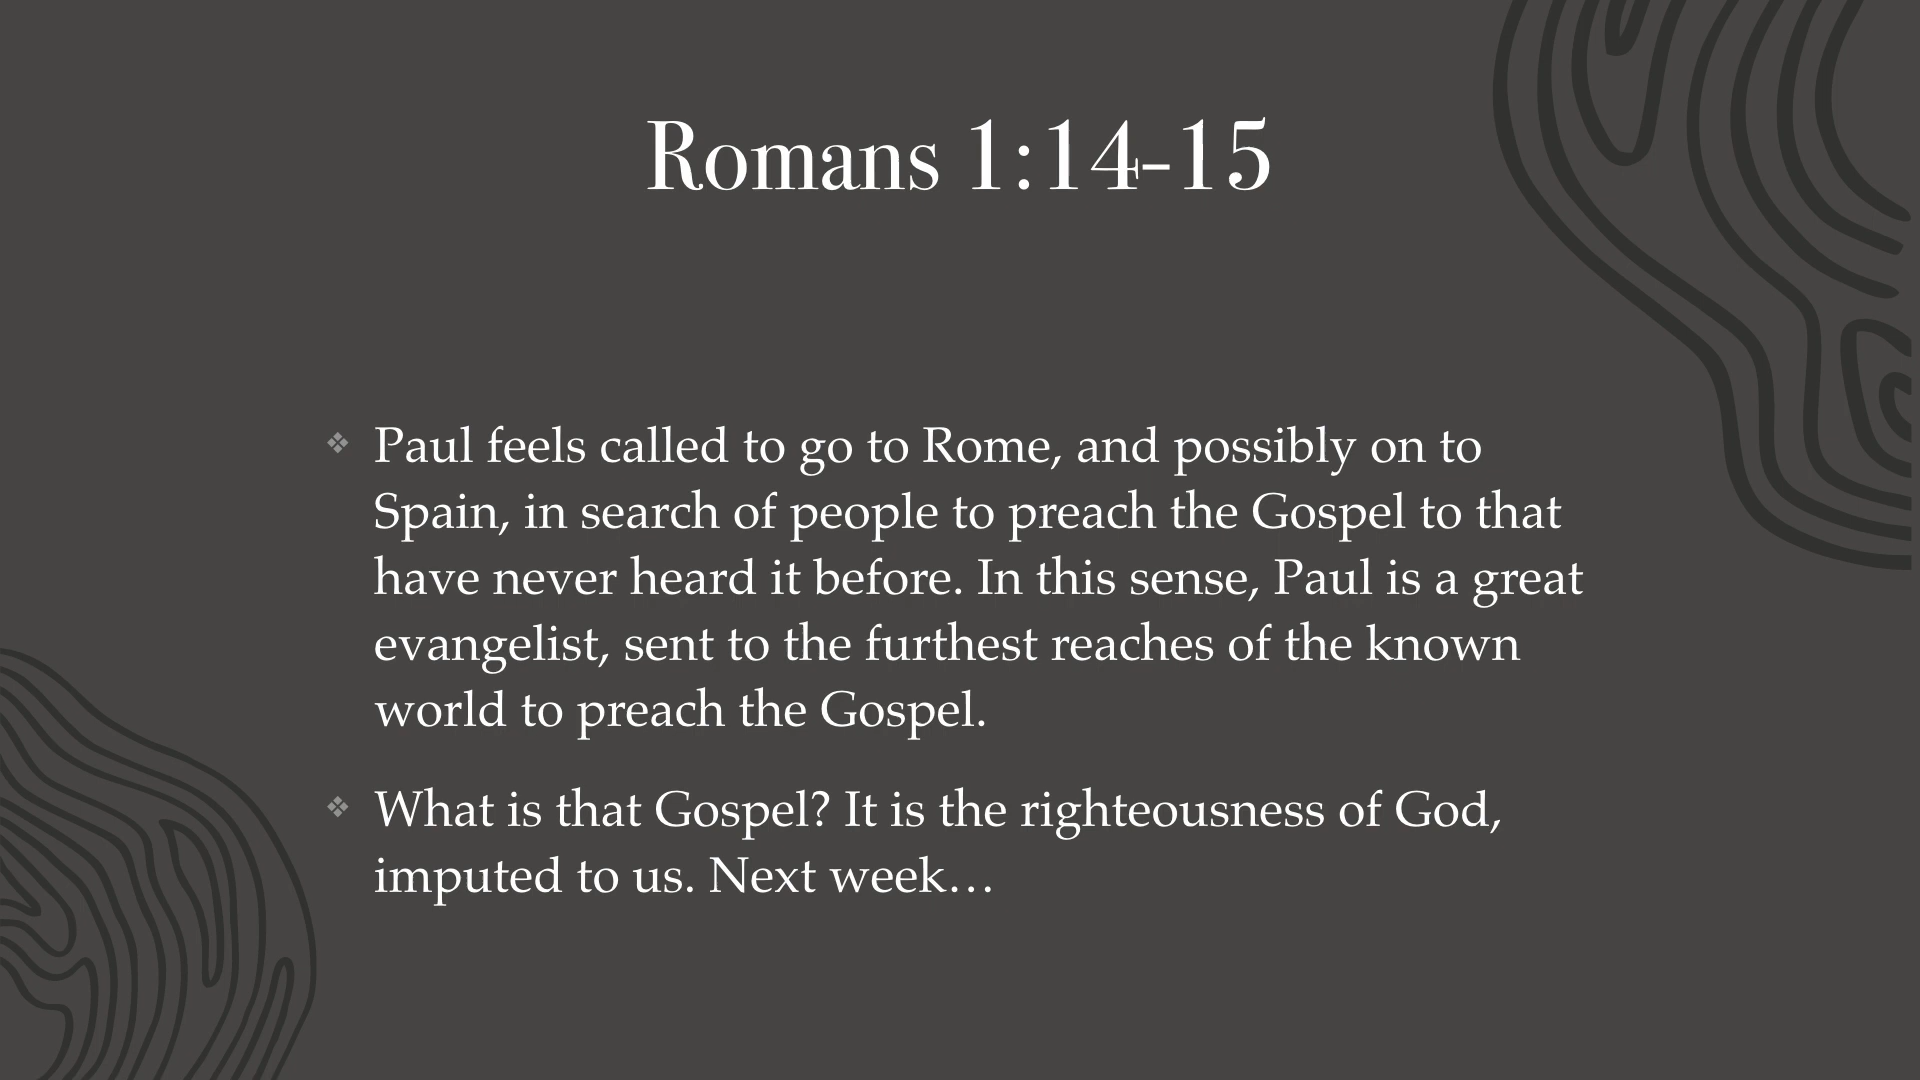 Romans 1:14-15
❖ Paul feels called to go to Rome, and possibly on to
Spain, in search of people to preach the Gospel to that
have never heard it before. In this sense, Paul is a great
evangelist, sent to the furthest reaches of the known
world to preach the Gospel.
❖ What is that Gospel? It is the righteousness of God,
imputed to us. Next week…